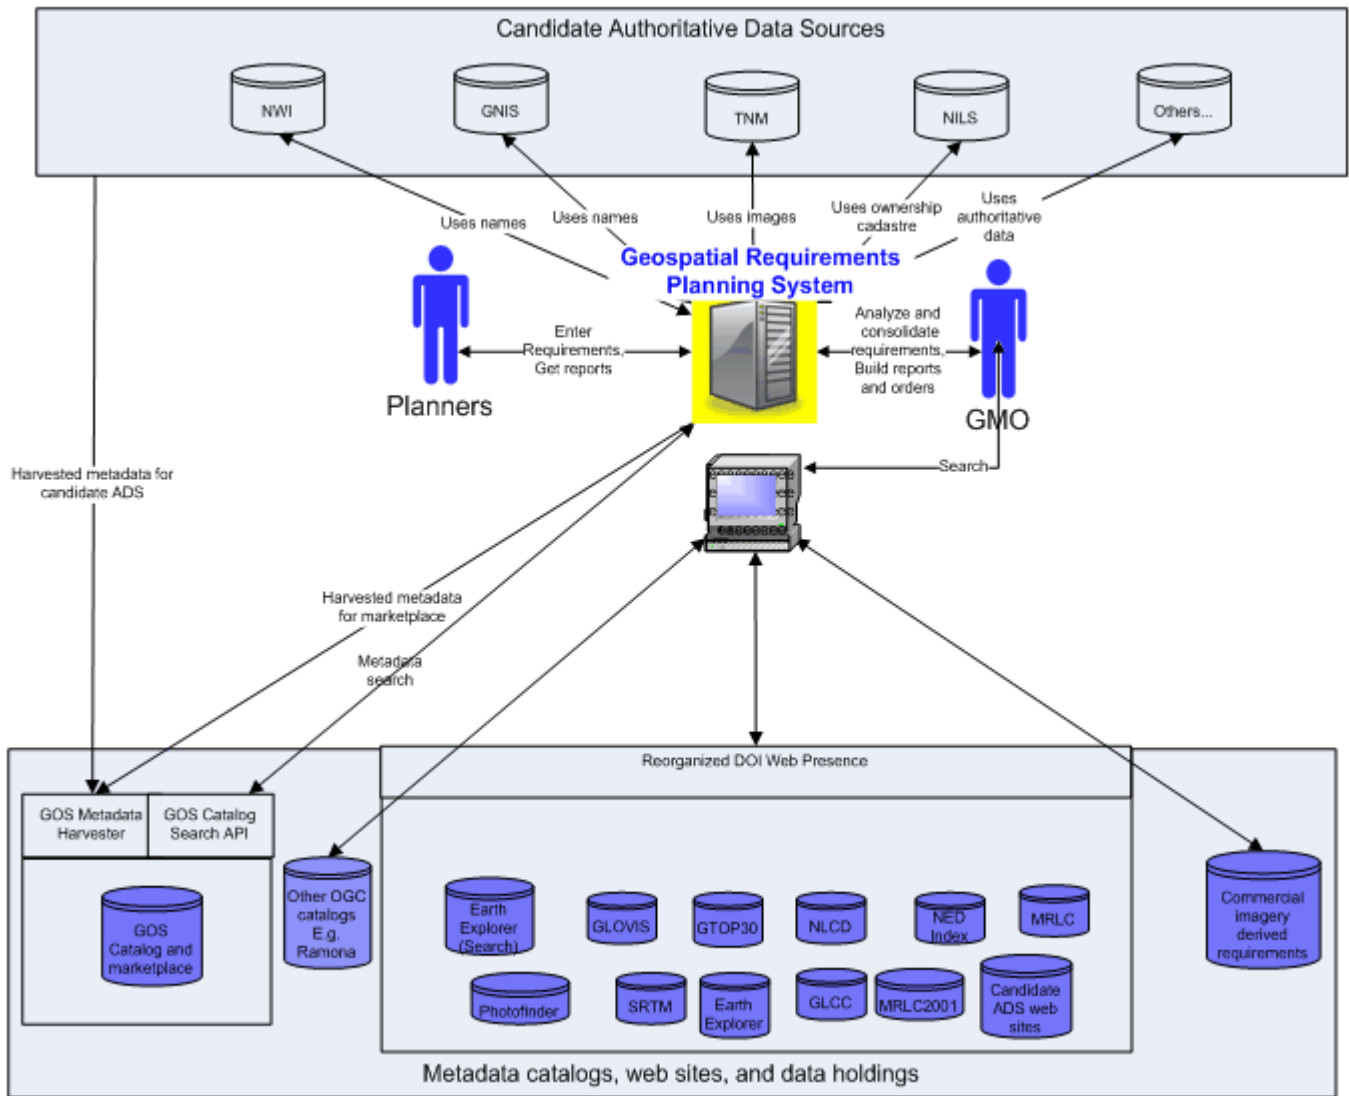 Candidate Authoritative Data Sources
NWI
GNIS
TNM
NILS
Others...
Uses names
Uses names
Uses images
Uses ownership
cadastre
Uses
authoritative
data
Geospatial Requirements
Planning System
Planners
Enter
Requirements,
Get reports
Analyze and
consolidate
requirements,
Build reports
and orders
GMO
Search
Harvested metadata for
candidate ADS
Harvested metadata
for marketplace
Metadata
search
Reorganized DOI Web Presence
GOS Metadata
Harvester
GOS Catalog
Search API
GOS
Catalog and
marketplace
Other OGC
catalogs
E.g.
Ramona
Earth
Explorer
(Search)
GLOVIS
GTOP30
NLCD
NED
Index
MRLC
Photofinder
SRTM
Earth
Explorer
GLCC
MRLC2001
Candidate
ADS web
sites
Commercial
imagery
derived
requirements
Metadata catalogs, web sites, and data holdings